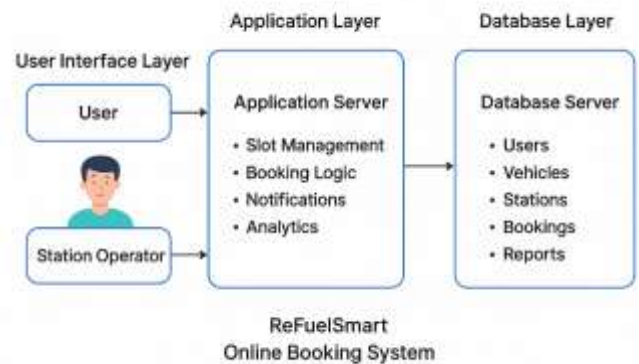 Application Layer
Database Layer
User Interface Layer
User
Station Operator
Application Server
• Slot Management
• Booking Logic
• Notifications
• Analytics
Database Server
• Users
• Vehicles
• Stations
• Bookings
• Reports
ReFuelSmart
Online Booking System